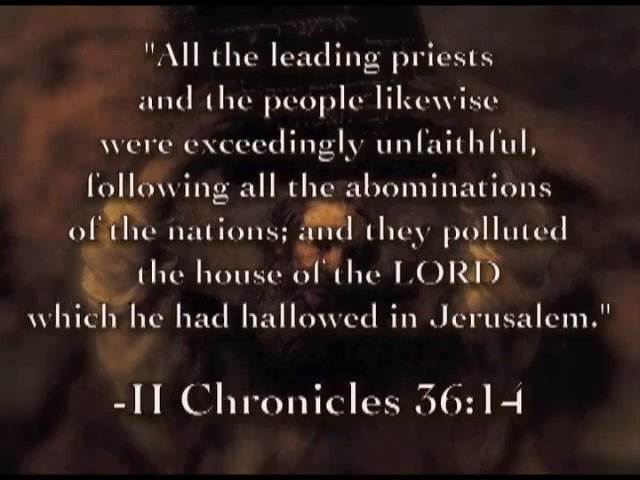 "All the leading priests
and the people likewise
were exceedingly unfaithful,
following all the abominations
of the nations; and they polluted
the house of the LORD
which he had hallowed in Jerusalem."
-II Chronicles 36:14